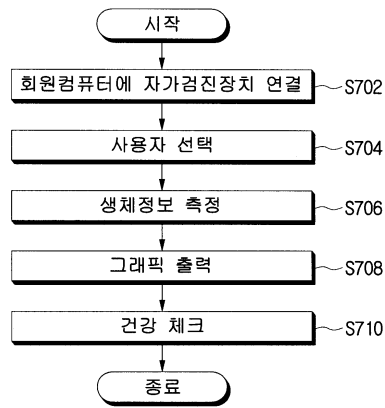 시작
회원컴퓨터에 자가검진장치 연결
S702
사용자 선택
S704
생체정보 측정
S706
그래픽 출력
S708
건강 체크
S710
종료